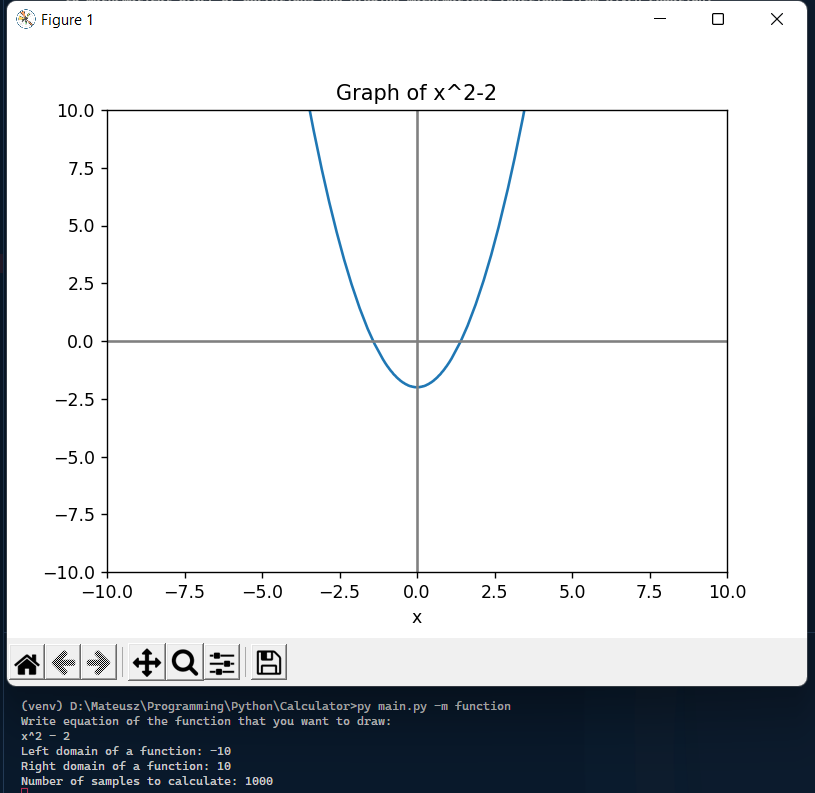 Figure 1
Graph of x^2-2
10.0
7.5
5.0
2.5
0.0
−2.5
−5.0
−7.5
−10.0
−10.0 −7.5 −5.0 −2.5 0.0 2.5 5.0 7.5 10.0
x
(venv) D:\Mateusz\Programming\Python\Calculator>py main.py -m function
Write equation of the function that you want to draw:
x^2 - 2
Left domain of a function: -10
Right domain of a function: 10
Number of samples to calculate: 1000